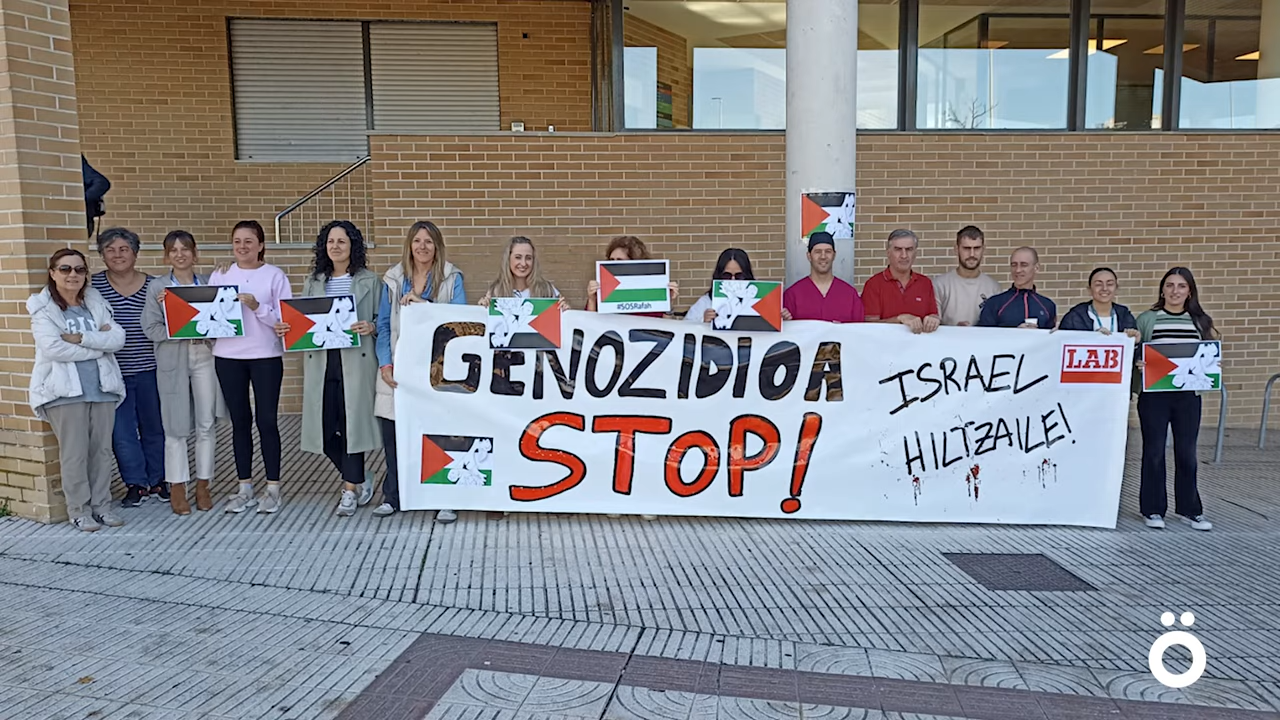 #SOSRafah
GENOZIDIOA
STOP!
ISRAEL
HILTZAILE!
LAB
Ö